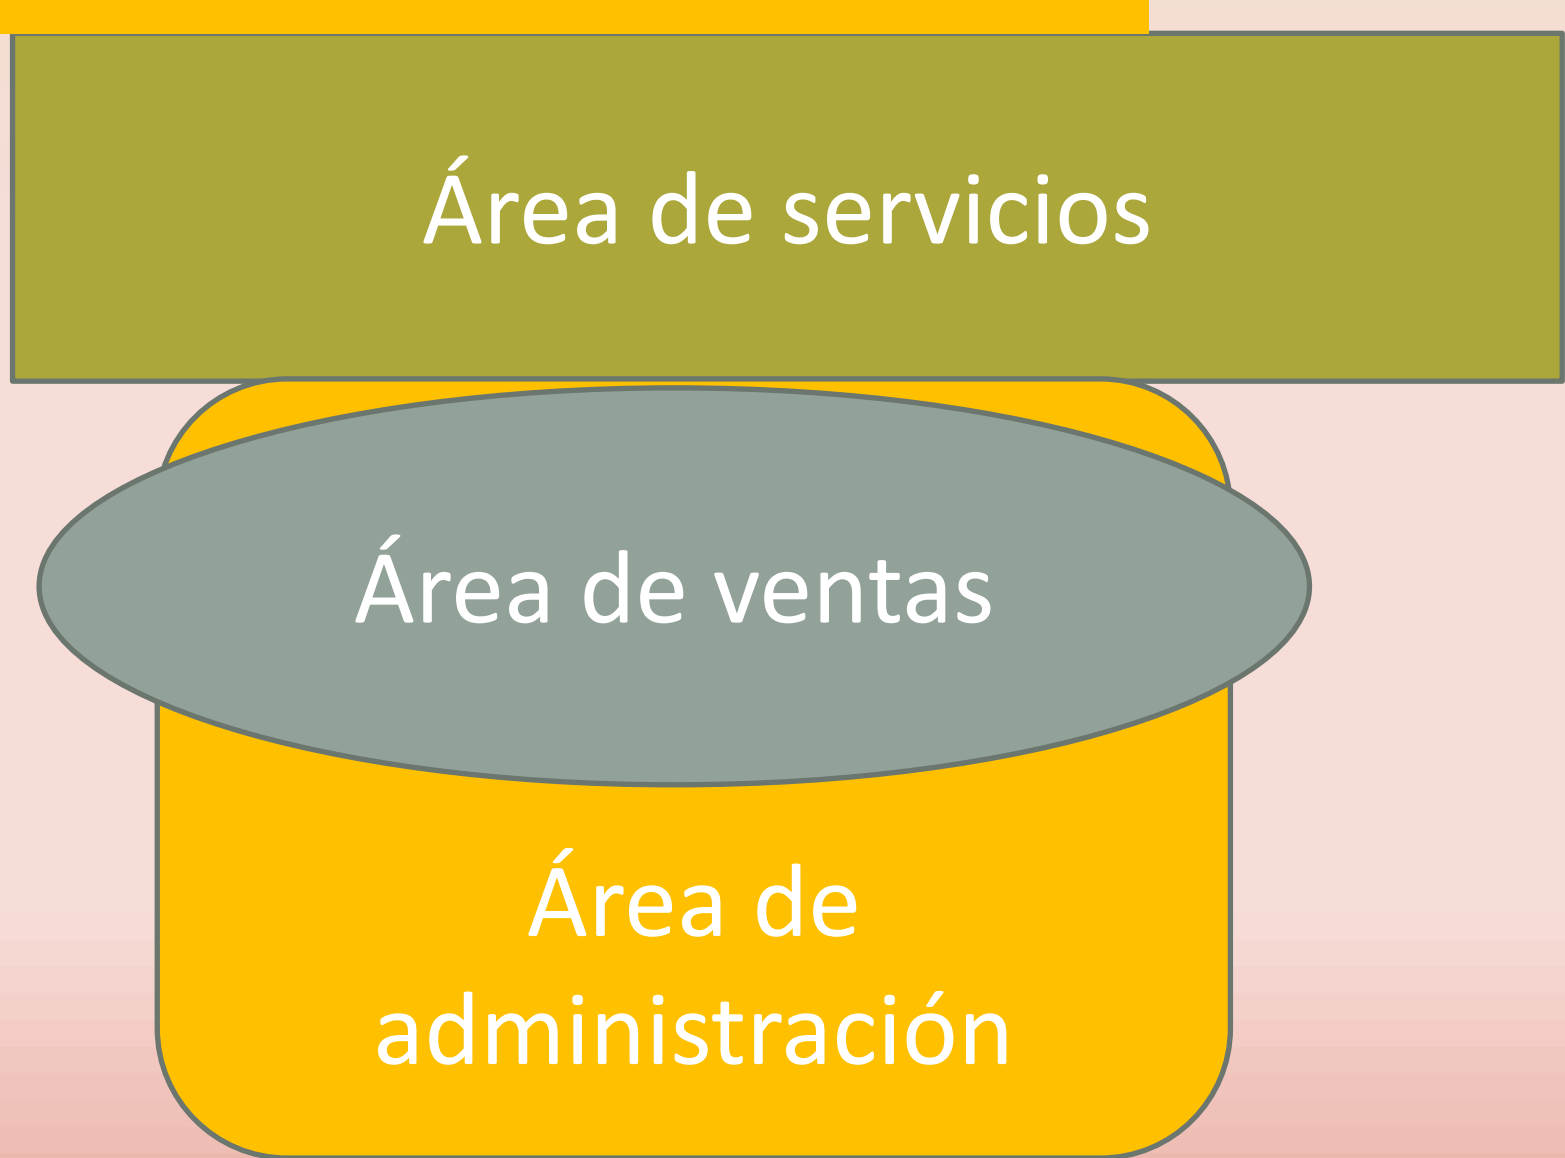 Área de servicios
Área de ventas
Área de
administración